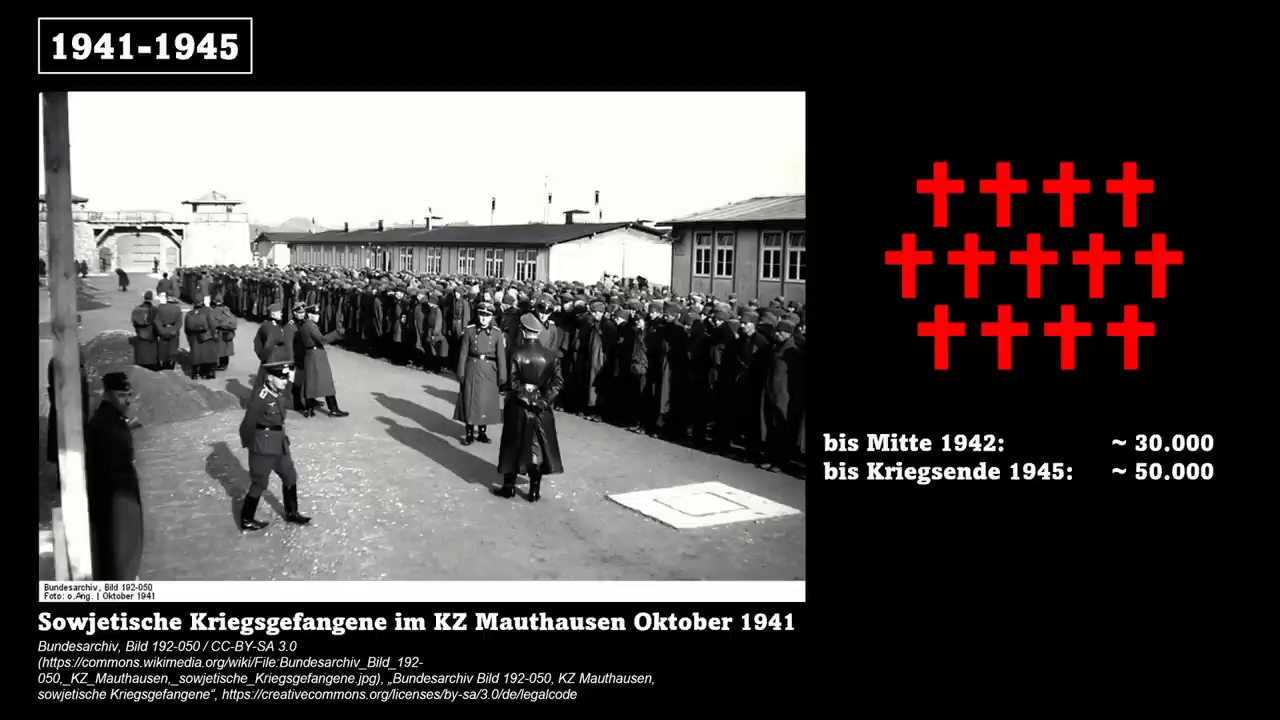 1941-1945
bis Mitte 1942: ~ 30.000
bis Kriegsende 1945: ~ 50.000
Bundesarchiv, Bild 192-050
Foto: o.Ang. | Oktober 1941
Sowjetische Kriegsgefangene im KZ Mauthausen Oktober 1941
Bundesarchiv, Bild 192-050 / CC-BY-SA 3.0
(https://commons.wikimedia.org/wiki/File:Bundesarchiv_Bild_192-
050,_KZ_Mauthausen,_sowjetische_Kriegsgefangene.jpg), „Bundesarchiv Bild 192-050, KZ Mauthausen,
sowjetische Kriegsgefangene“, https://creativecommons.org/licenses/by-sa/3.0/de/legalcode